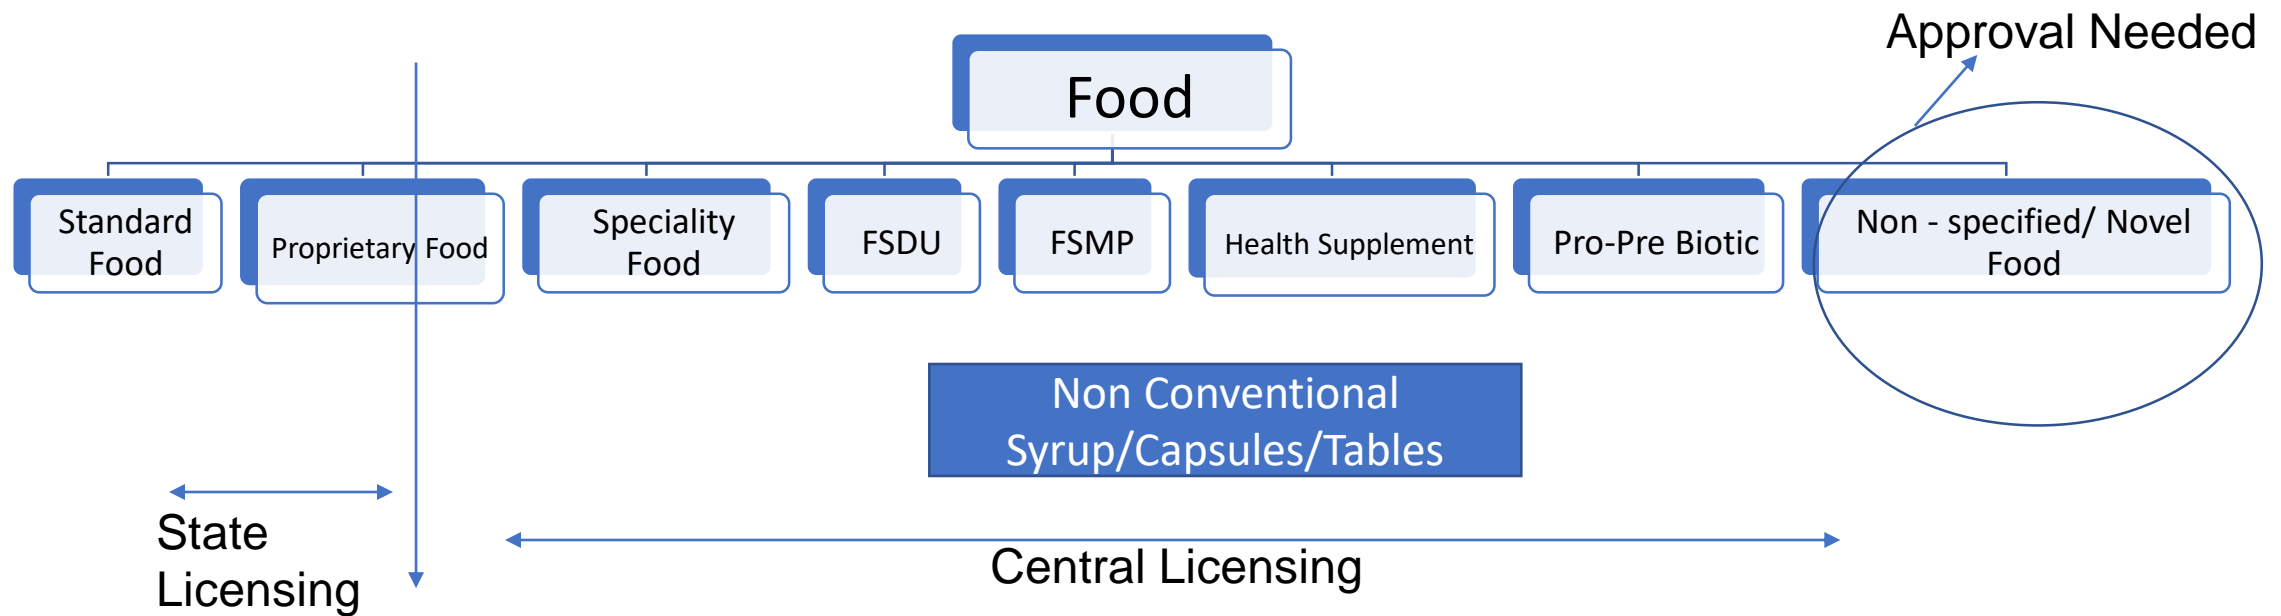 Approval Needed
Food
Standard
Food
Proprietary Food
Speciality
Food
FSDU
FSMP
Health Supplement
Pro-Pre Biotic
Non - specified/ Novel
Food
Non Conventional
Syrup/Capsules/Tables
State
Licensing
Central Licensing